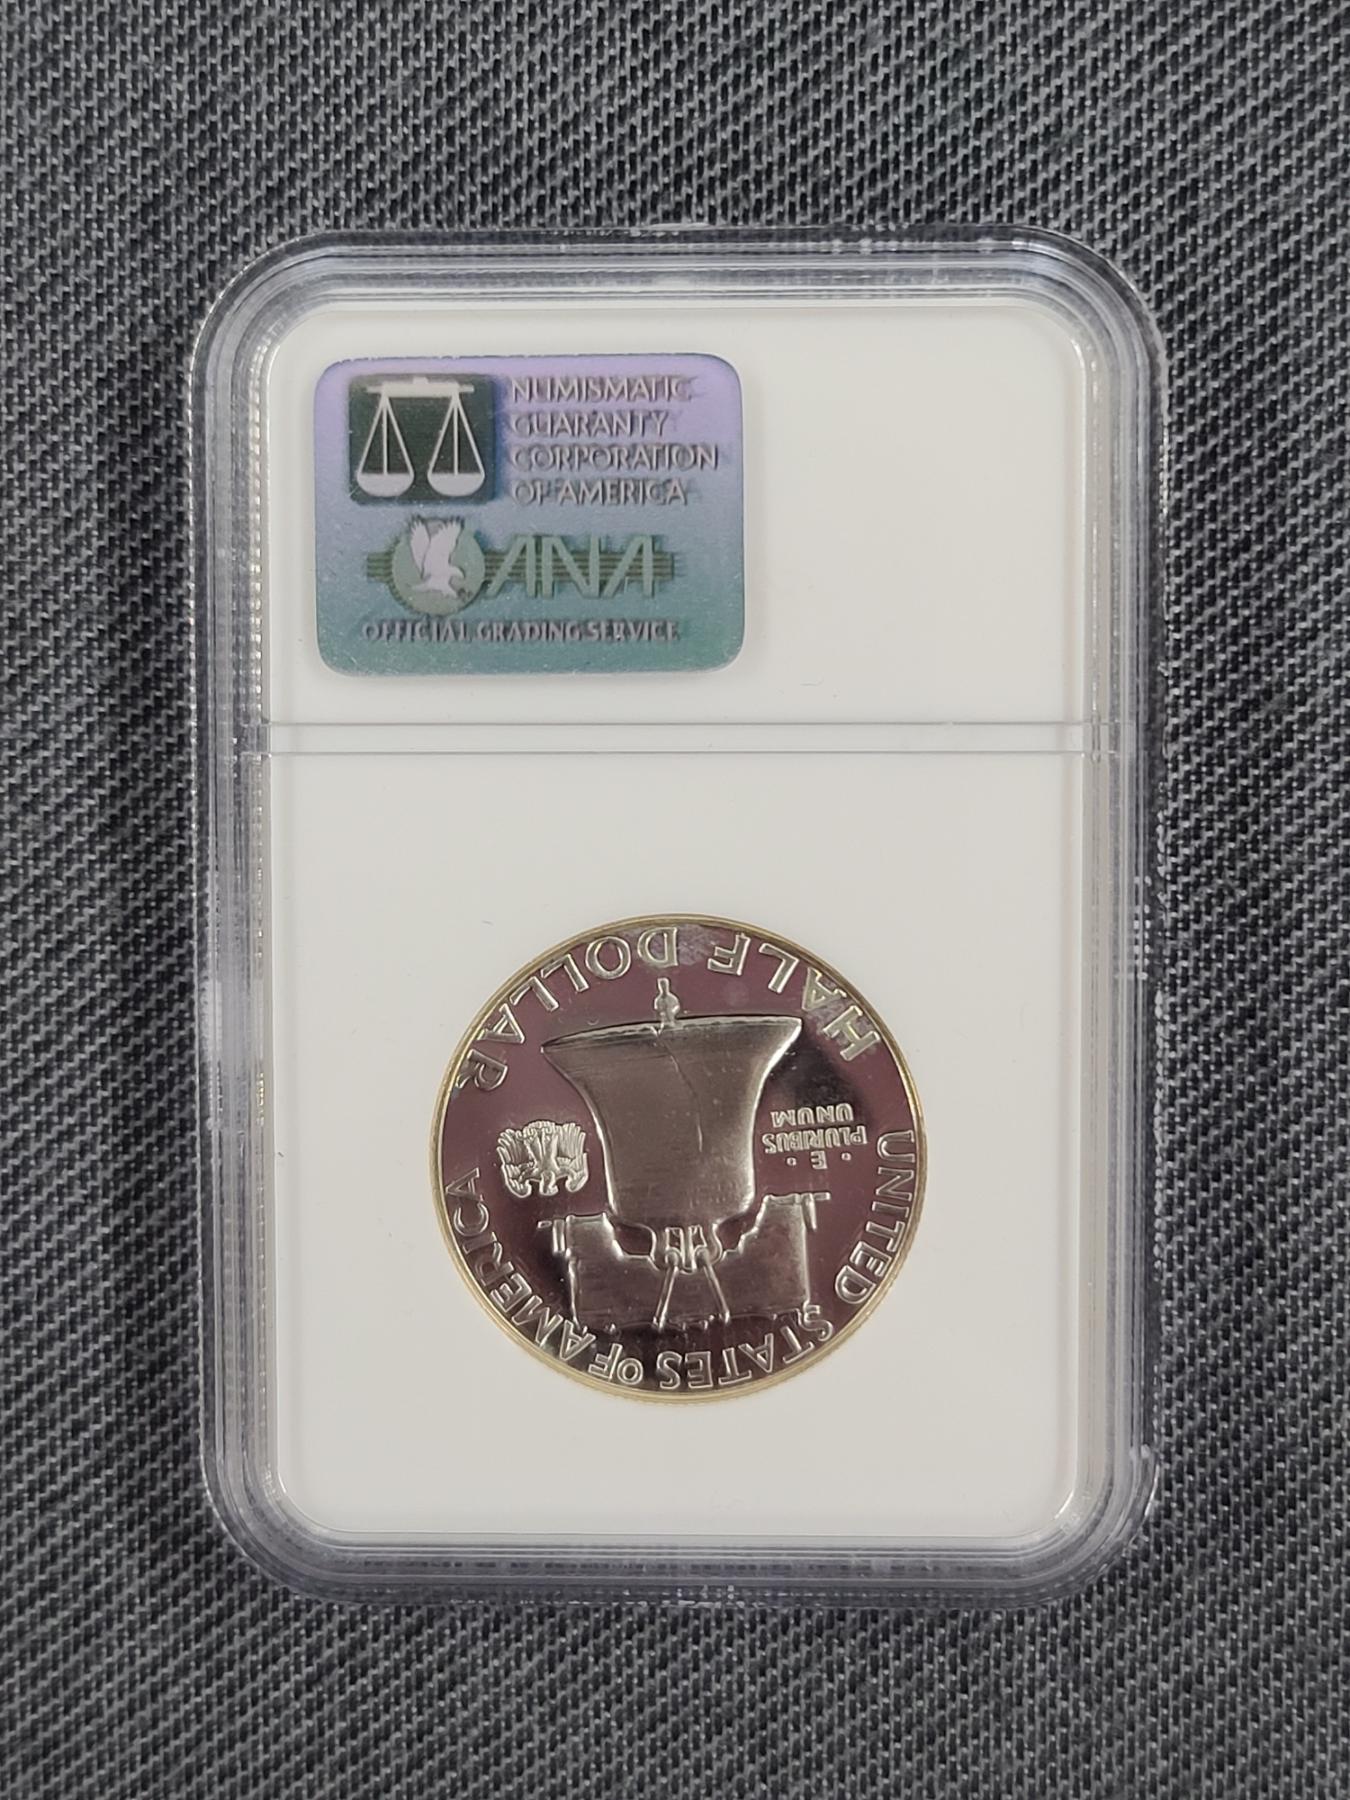 NUMISMATIC
GUARANTY
CORPORATION
OF AMERICA
ANA
OFFICIAL GRADING SERVICE
UNITED STATES OF AMERICA
E
PLURIBUS
UNUM
HALF DOLLAR